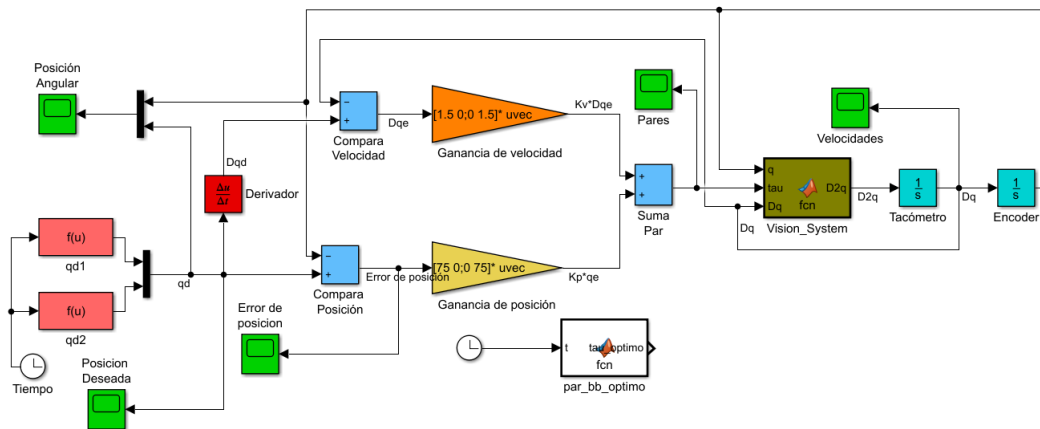 Posición
Angular
Dqd
Δu
Δt
Derivador
f(u)
qd1
f(u)
qd2
Tiempo
qd
Posicion
Deseada
−
+
Compara
Velocidad
Dqe
[1.5 0;0 1.5]* uvec
Ganancia de velocidad
Kv*Dqe
−
+
Compara
Posición
Error de posición
[75 0;0 75]* uvec
Ganancia de posición
Kp*qe
Error de
posicion
Pares
+
+
Suma
Par
t
tau_optimo
fcn
par_bb_optimo
Velocidades
q
tau
Dq
D2q
fcn
Vision_System
Dq
D2q
1
s
Tacómetro
Dq
1
s
Encoder